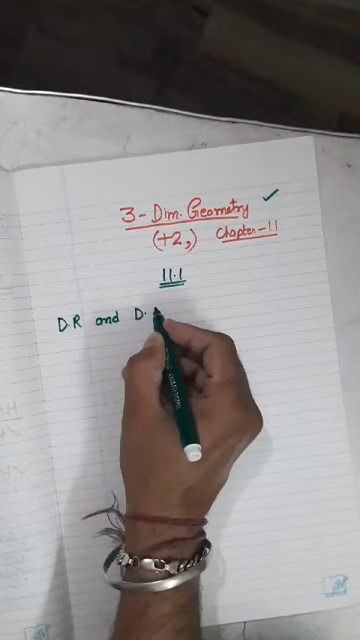 3-Dim. Geometry
(+2,) Chapter-11
11.1
D.R and D.